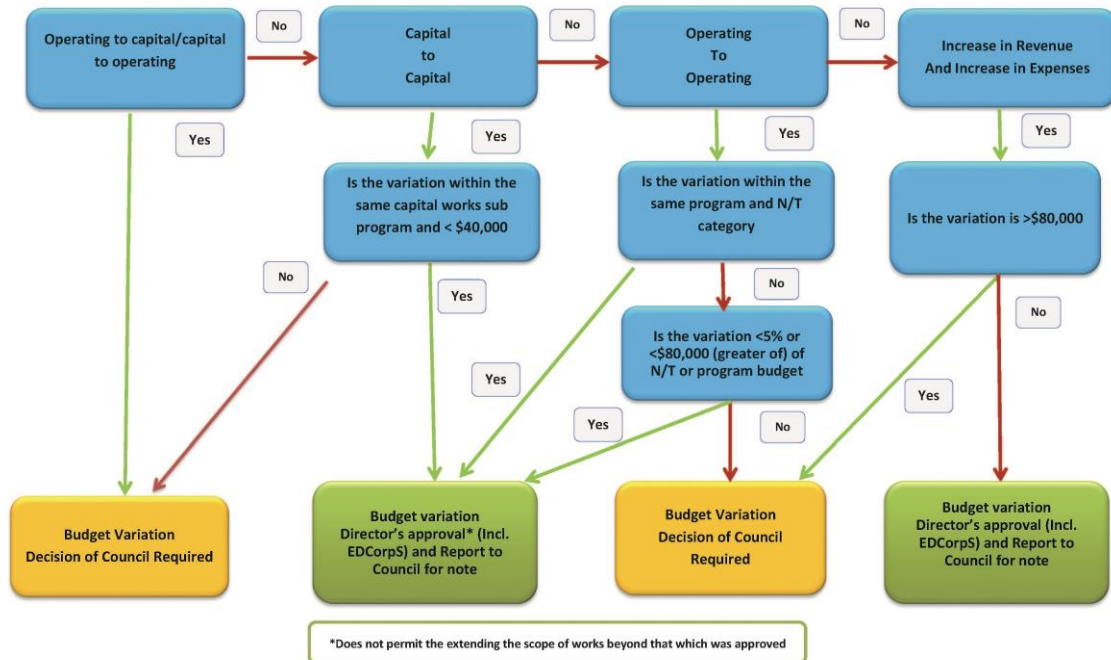 Operating to capital/capital
to operating
No
Capital
to
Capital
No
Operating
To
Operating
No
Increase in Revenue
And Increase in Expenses
Yes
Yes
Yes
Yes
Is the variation within the
same capital works sub
program and < $40,000
Is the variation within the
same program and N/T
category
Is the variation is >$80,000
No
Yes
No
No
Is the variation <5% or
<$80,000 (greater of) of
N/T or program budget
Yes
Yes
Yes
No
Budget Variation
Decision of Council Required
Budget variation
Director's approval* (Incl.
EDCorpS) and Report to
Council for note
Budget Variation
Decision of Council
Required
Budget variation
Director's approval (Incl.
EDCorpS) and Report to
Council for note
*Does not permit the extending the scope of works beyond that which was approved